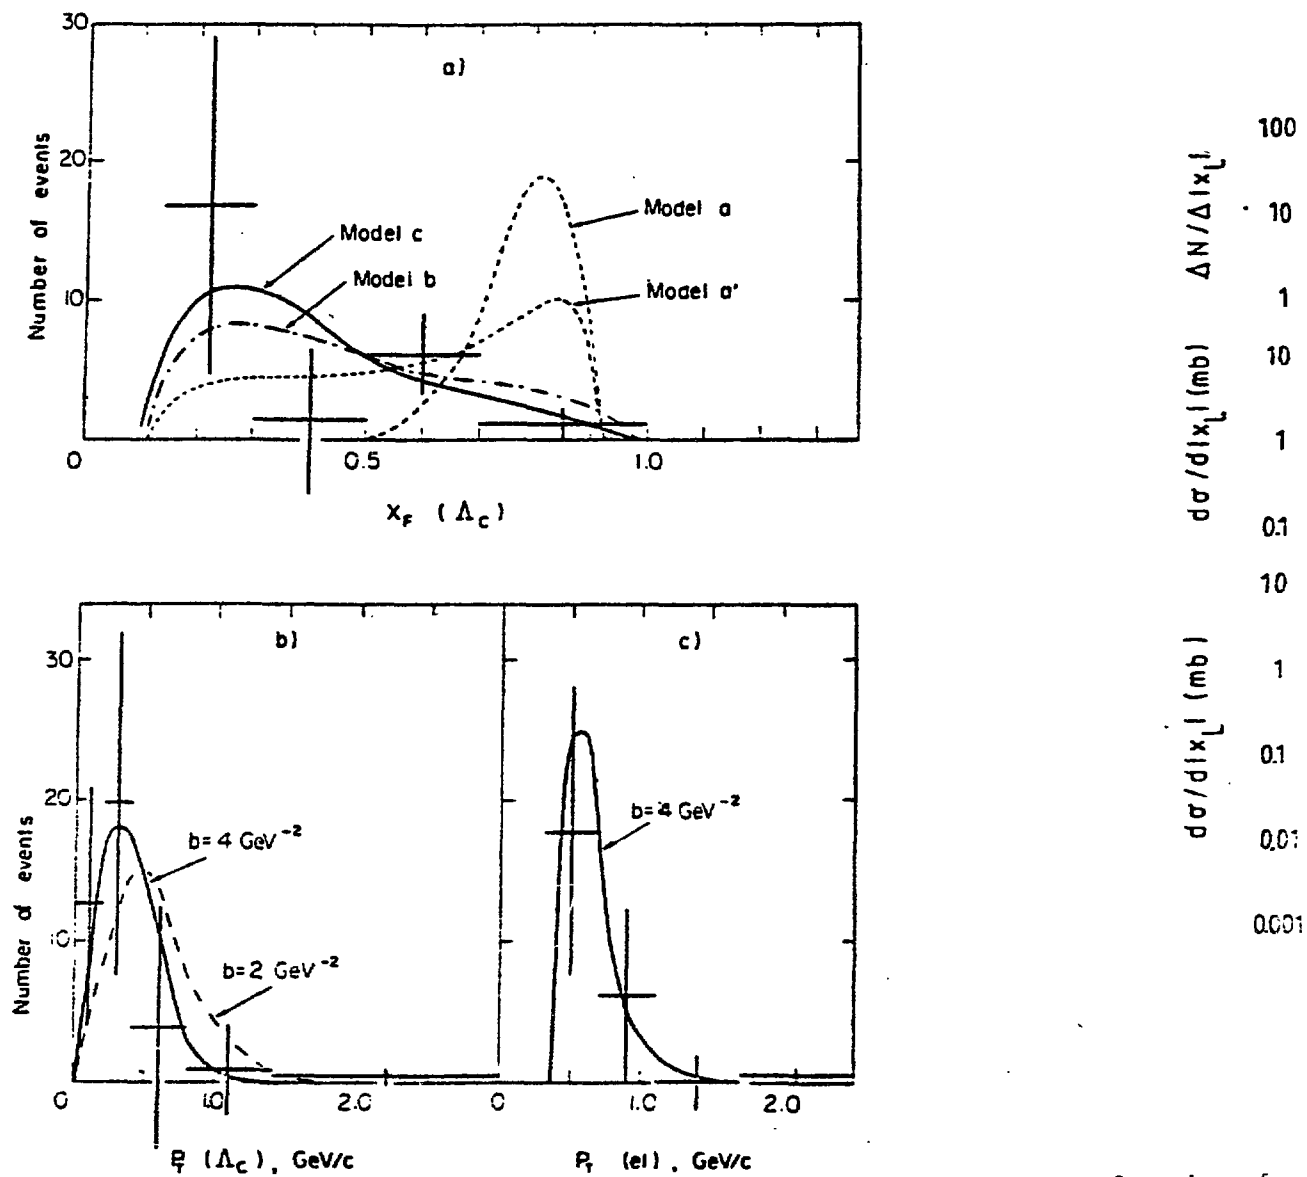 30
a)
Number of events
20
10
Model a
Model a'
Model c
Model b
0
0.5
1.0
X_F (Λ_c)
b)
30
20
10
Number of events
b=4 GeV⁻²
b=2 GeV⁻²
0
1.0
2.0
P_T (Λ_c), GeV/c
c)
b=4 GeV⁻²
0
1.0
2.0
P_T (el), GeV/c
ΔN/Δ|x_L|
100
10
1
dσ/d|x_L| (mb)
10
1
0.1
dσ/d|x_L| (mb)
10
1
0.1
0.01
0.001